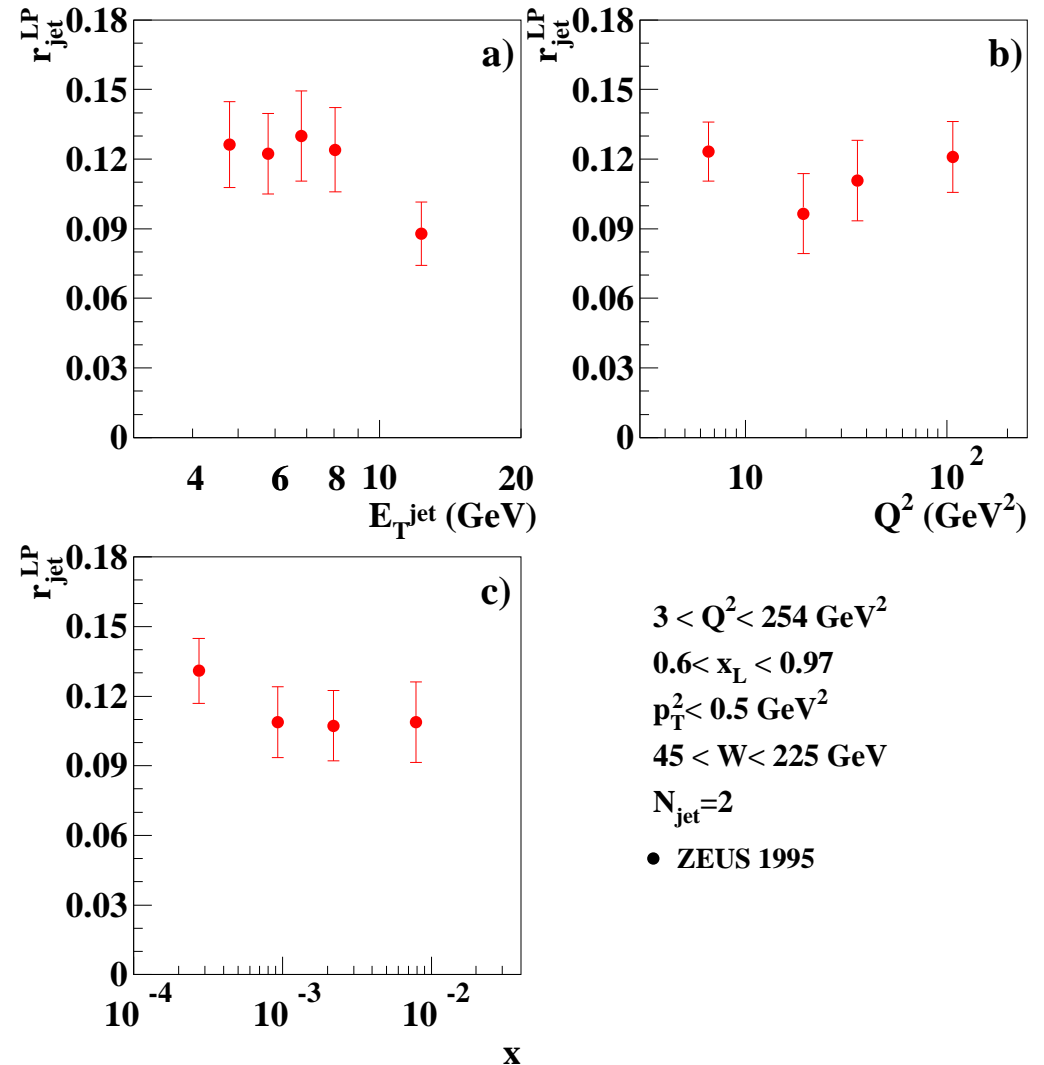 r_jet^LP
a)
0.18
0.15
0.12
0.09
0.06
0.03
0
4 6 8 10 20
E_T^jet (GeV)
r_jet^LP
b)
0.18
0.15
0.12
0.09
0.06
0.03
0
10 10^2
Q^2 (GeV^2)
r_jet^LP
c)
0.18
0.15
0.12
0.09
0.06
0.03
0
10^-4 10^-3 10^-2
x
3 < Q^2< 254 GeV^2
0.6< x_L < 0.97
p_T^2< 0.5 GeV^2
45 < W< 225 GeV
N_jet=2
● ZEUS 1995